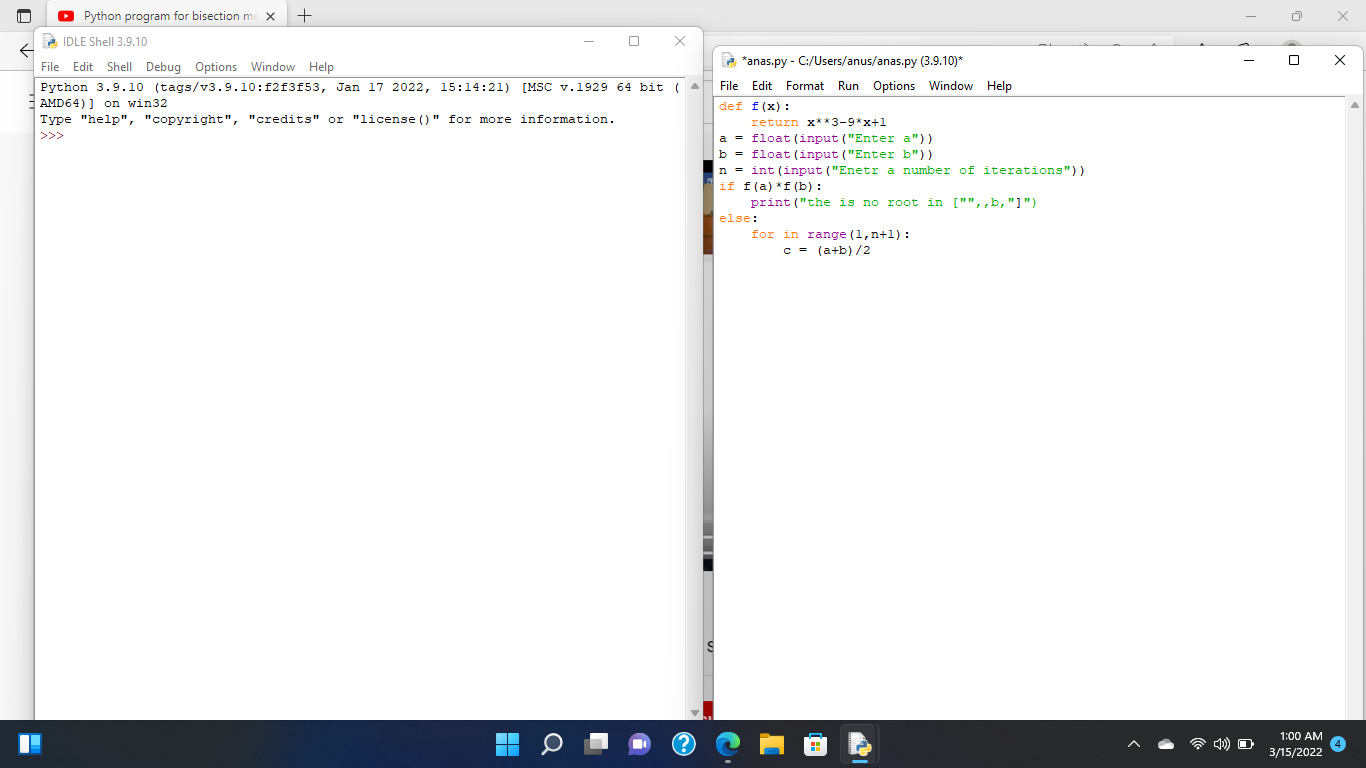 Python program for bisection me
IDLE Shell 3.9.10
File Edit Shell Debug Options Window Help
Python 3.9.10 (tags/v3.9.10:f2f3f53, Jan 17 2022, 15:14:21) [MSC v.1929 64 bit (
AMD64)] on win32
Type "help", "copyright", "credits" or "license()" for more information.
>>>
*anas.py - C:/Users/anus/anas.py (3.9.10)*
File Edit Format Run Options Window Help
def f(x):
    return x**3-9*x+1
a = float(input("Enter a"))
b = float(input("Enter b"))
n = int(input("Enetr a number of iterations"))
if f(a)*f(b):
    print("the is no root in ["",,b,"]")
else:
    for in range(1,n+1):
        c = (a+b)/2
1:00 AM
3/15/2022
4